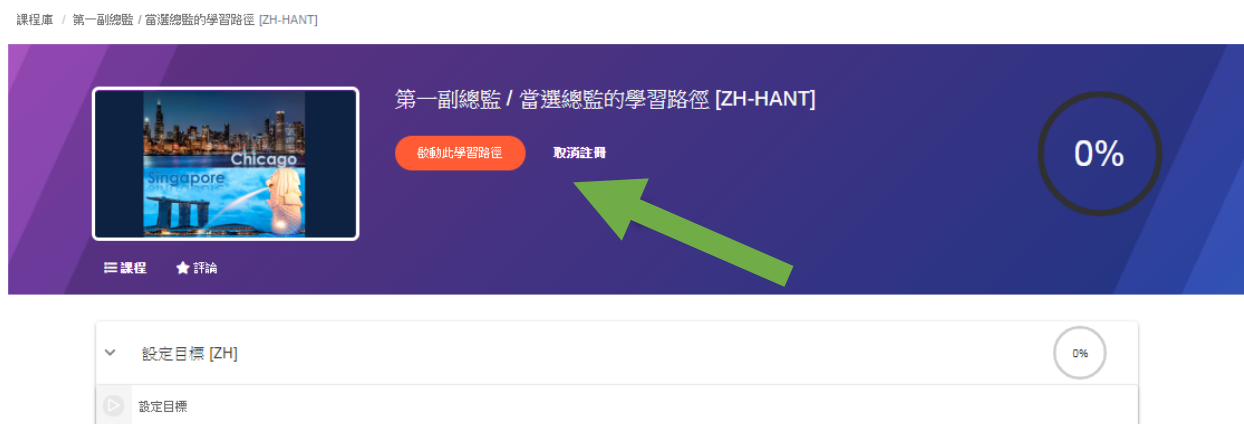 課程庫 / 第一副總監 / 當選總監的學習路徑 [ZH-HANT]
第一副總監 / 當選總監的學習路徑 [ZH-HANT]
啟動此學習路徑 取消註冊
0%
Chicago
Singapore
課程 評論
設定目標 [ZH]
0%
設定目標